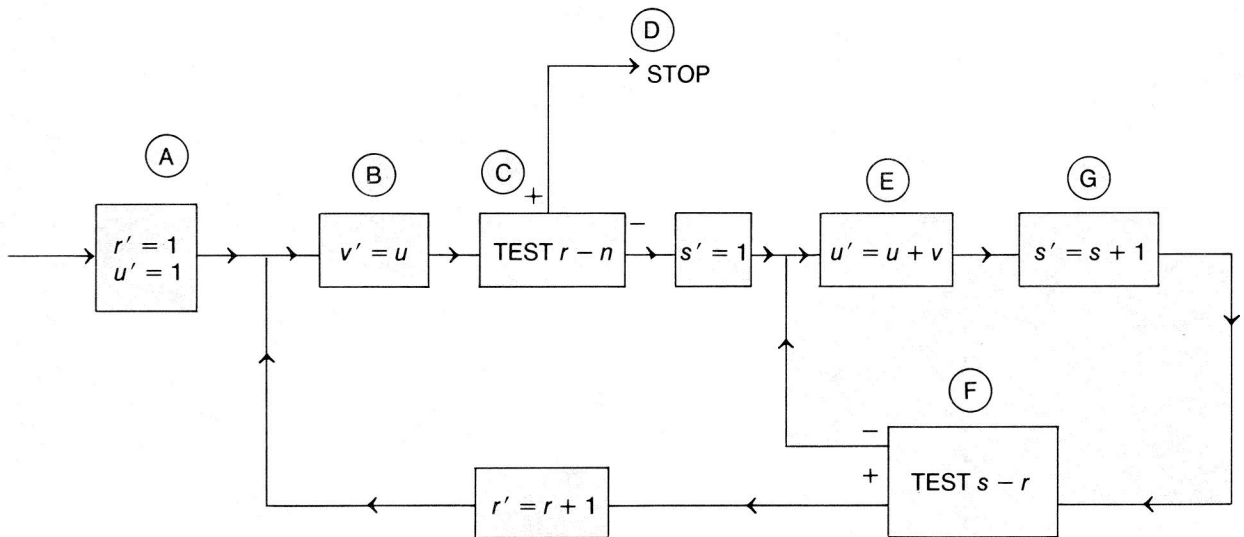 D
STOP
A
B
C
+
E
G
r′ = 1
u′ = 1
v′ = u
TEST r − n
−
s′ = 1
u′ = u + v
s′ = s + 1
F
−
+
TEST s − r
r′ = r + 1